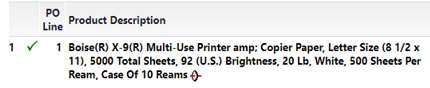 PO Line Product Description
1 ✓ 1 Boise(R) X-9(R) Multi-Use Printer amp; Copier Paper, Letter Size (8 1/2 x
11), 5000 Total Sheets, 92 (U.S.) Brightness, 20 Lb, White, 500 Sheets Per
Ream, Case Of 10 Reams